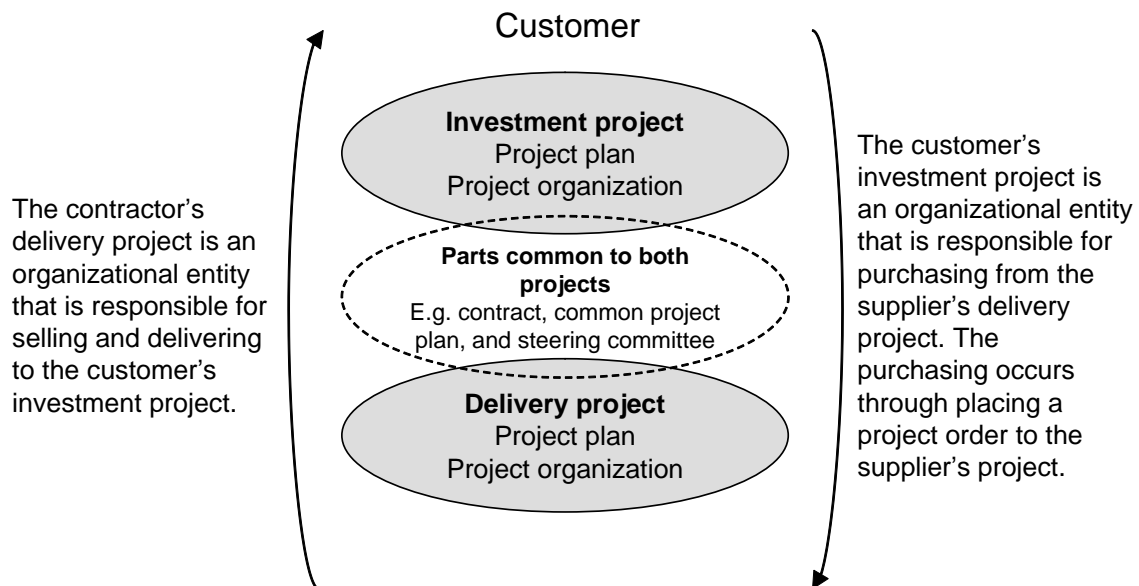 Customer
Investment project
Project plan
Project organization
Parts common to both
projects
E.g. contract, common project
plan, and steering committee
Delivery project
Project plan
Project organization
The contractor’s
delivery project is an
organizational entity
that is responsible for
selling and delivering
to the customer’s
investment project.
The customer’s
investment project is
an organizational entity
that is responsible for
purchasing from the
supplier’s delivery
project. The
purchasing occurs
through placing a
project order to the
supplier’s project.